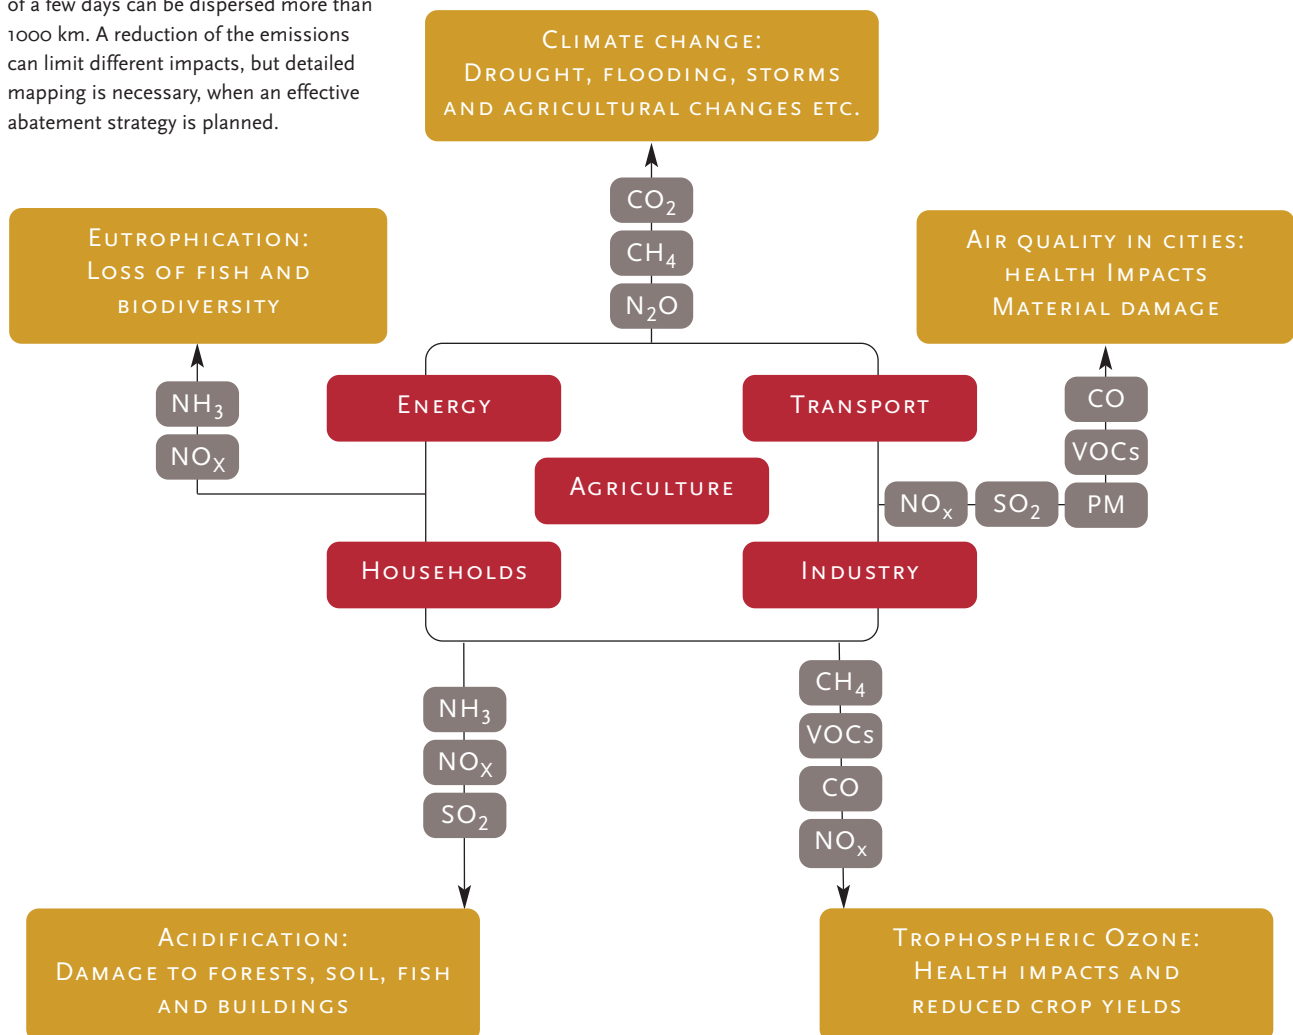 of a few days can be dispersed more than
1000 km. A reduction of the emissions
can limit different impacts, but detailed
mapping is necessary, when an effective
abatement strategy is planned.
Climate change:
Drought, flooding, storms
and agricultural changes etc.
CO₂
CH₄
N₂O
Eutrophication:
Loss of fish and
biodiversity
NH₃
NOX
Air quality in cities:
health Impacts
Material damage
CO
VOCs
PM
SO₂
NOx
Energy
Transport
Agriculture
Households
Industry
NH₃
NOX
SO₂
CH₄
VOCs
CO
NOx
Acidification:
Damage to forests, soil, fish
and buildings
Trophospheric Ozone:
Health impacts and
reduced crop yields